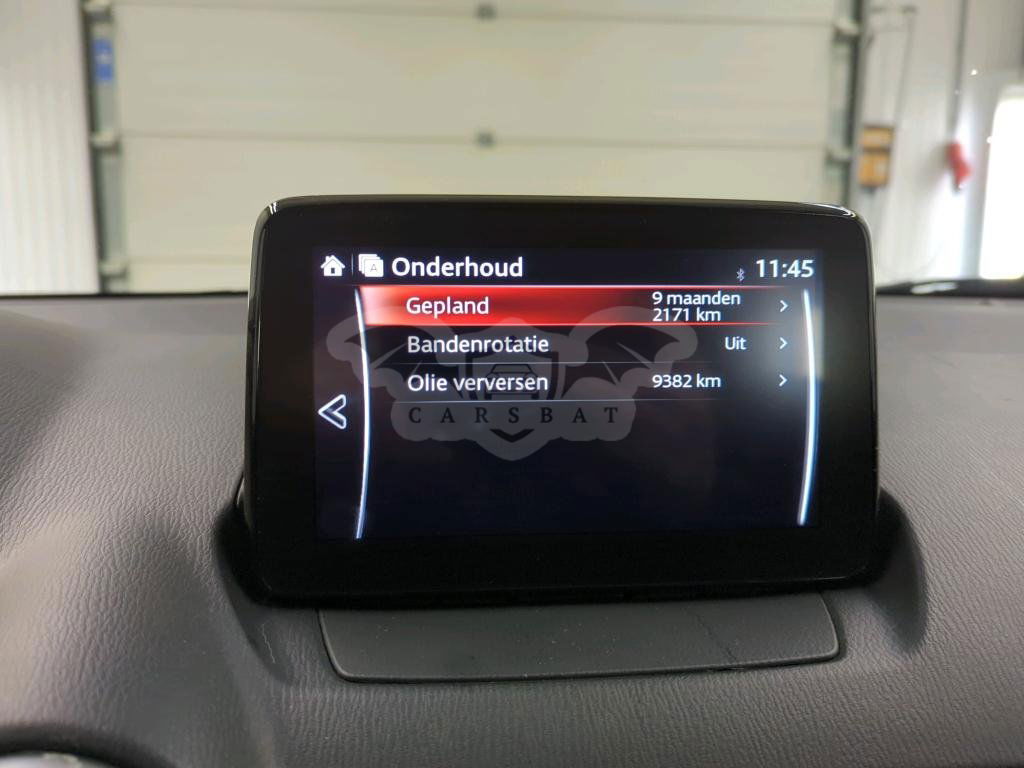 Onderhoud 11:45
Gepland 9 maanden
2171 km
Bandenrotatie Uit
Olie verversen 9382 km
CARSBAT